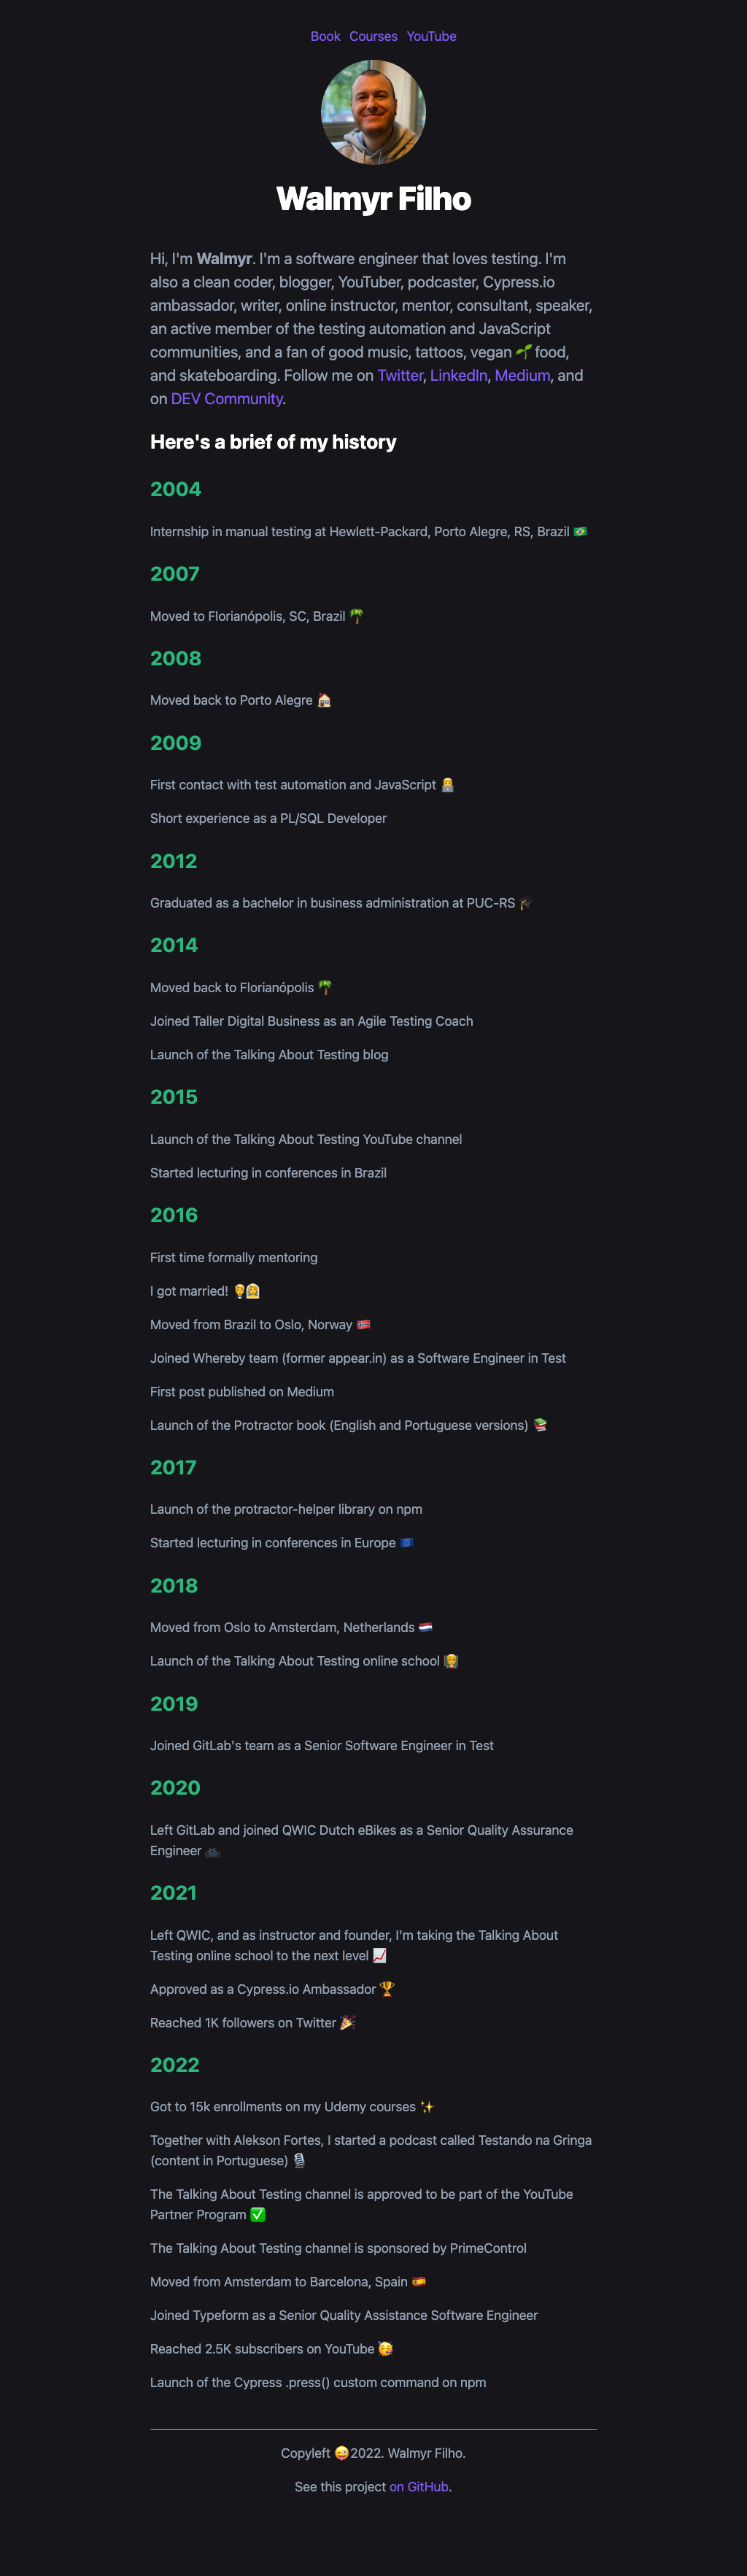 Book Courses YouTube
Walmyr Filho
Hi, I'm Walmyr. I'm a software engineer that loves testing. I'm
also a clean coder, blogger, YouTuber, podcaster, Cypress.io
ambassador, writer, online instructor, mentor, consultant, speaker,
an active member of the testing automation and JavaScript
communities, and a fan of good music, tattoos, vegan 🌱 food,
and skateboarding. Follow me on Twitter, LinkedIn, Medium, and
on DEV Community.
Here's a brief of my history
2004
Internship in manual testing at Hewlett-Packard, Porto Alegre, RS, Brazil 🇧🇷
2007
Moved to Florianópolis, SC, Brazil 🌴
2008
Moved back to Porto Alegre 🏠
2009
First contact with test automation and JavaScript 👨‍💻
Short experience as a PL/SQL Developer
2012
Graduated as a bachelor in business administration at PUC-RS 🎓
2014
Moved back to Florianópolis 🌴
Joined Taller Digital Business as an Agile Testing Coach
Launch of the Talking About Testing blog
2015
Launch of the Talking About Testing YouTube channel
Started lecturing in conferences in Brazil
2016
First time formally mentoring
I got married! 🤵👰
Moved from Brazil to Oslo, Norway 🇳🇴
Joined Whereby team (former appear.in) as a Software Engineer in Test
First post published on Medium
Launch of the Protractor book (English and Portuguese versions) 📚
2017
Launch of the protractor-helper library on npm
Started lecturing in conferences in Europe 🇪🇺
2018
Moved from Oslo to Amsterdam, Netherlands 🇳🇱
Launch of the Talking About Testing online school 👨‍🏫
2019
Joined GitLab's team as a Senior Software Engineer in Test
2020
Left GitLab and joined QWIC Dutch eBikes as a Senior Quality Assurance
Engineer 🚲
2021
Left QWIC, and as instructor and founder, I'm taking the Talking About
Testing online school to the next level 📈
Approved as a Cypress.io Ambassador 🏆
Reached 1K followers on Twitter 🎉
2022
Got to 15k enrollments on my Udemy courses ✨
Together with Alekson Fortes, I started a podcast called Testando na Gringa
(content in Portuguese) 🎙
The Talking About Testing channel is approved to be part of the YouTube
Partner Program ✅
The Talking About Testing channel is sponsored by PrimeControl
Moved from Amsterdam to Barcelona, Spain 🇪🇸
Joined Typeform as a Senior Quality Assistance Software Engineer
Reached 2.5K subscribers on YouTube 🥳
Launch of the Cypress .press() custom command on npm
Copyleft 😜2022. Walmyr Filho.
See this project on GitHub.